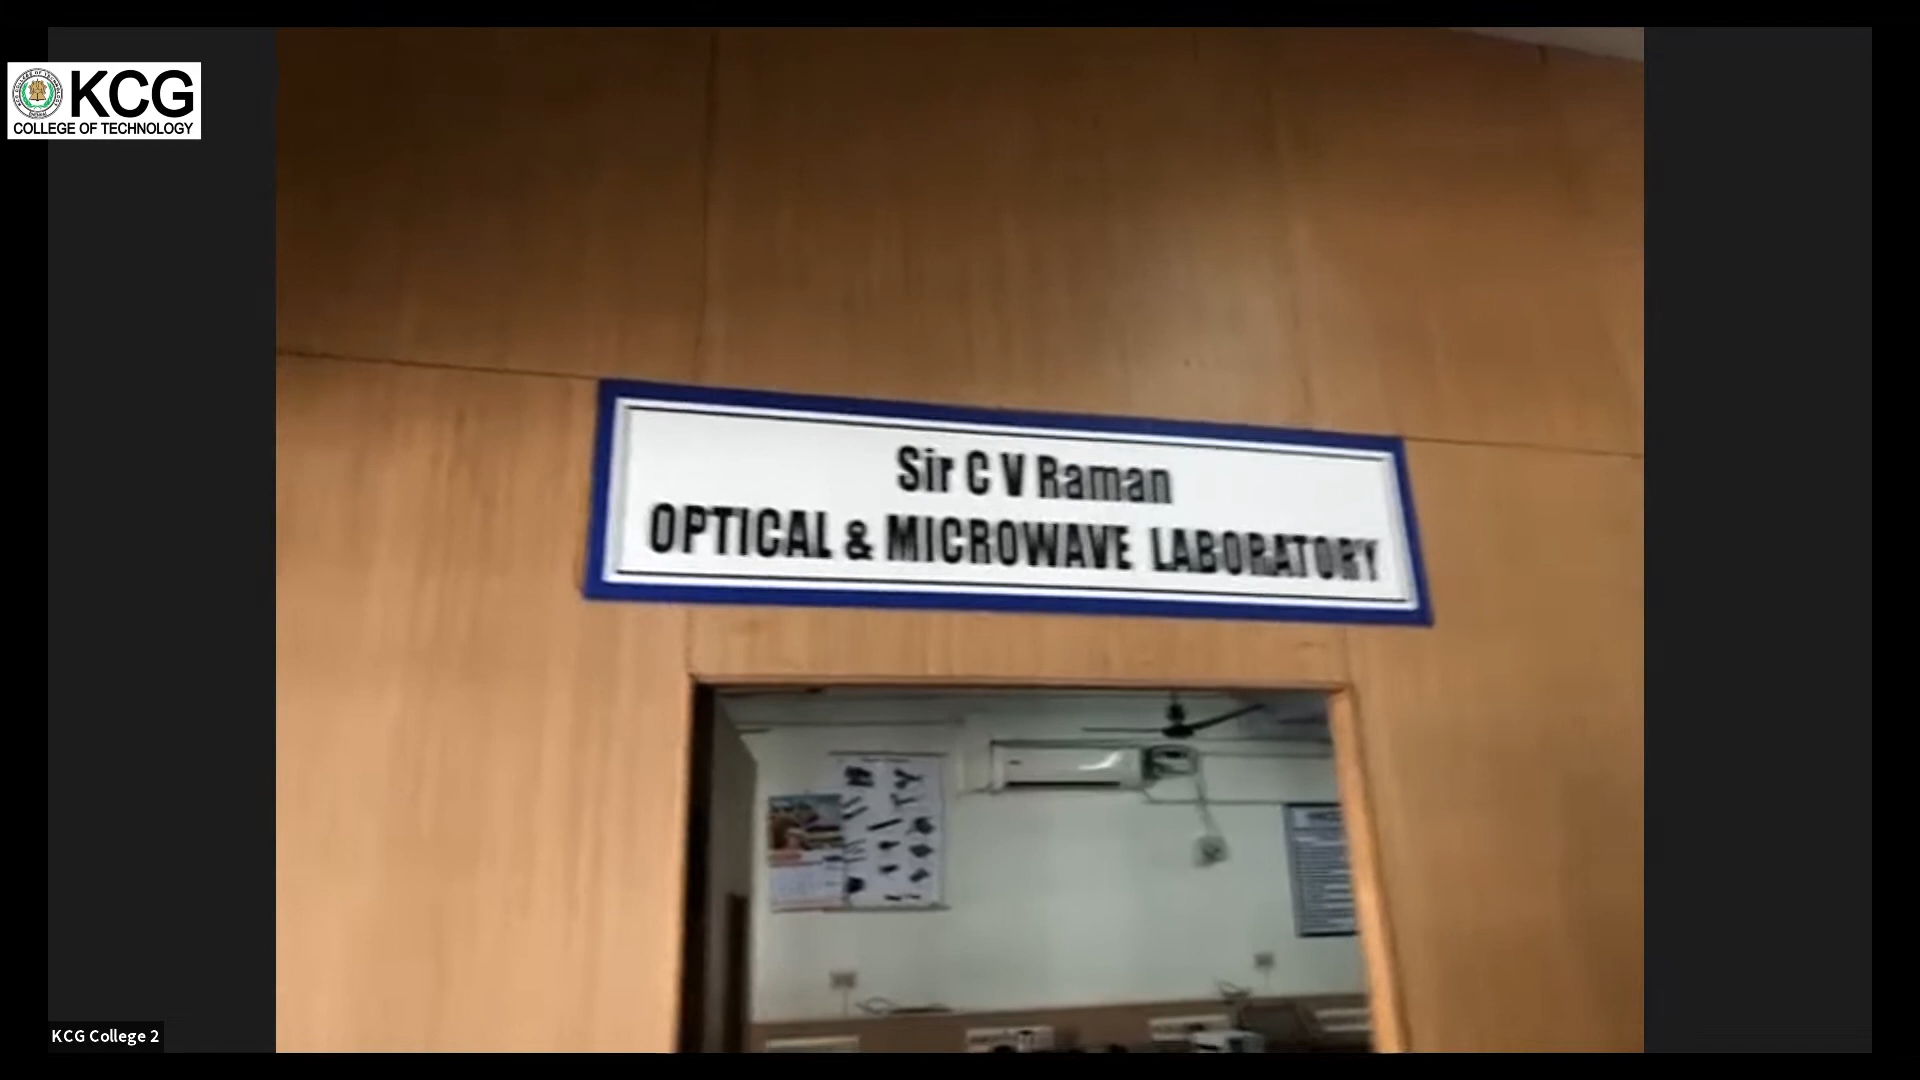 KCG
COLLEGE OF TECHNOLOGY
Sir C V Raman
OPTICAL & MICROWAVE LABORATORY
KCG College 2